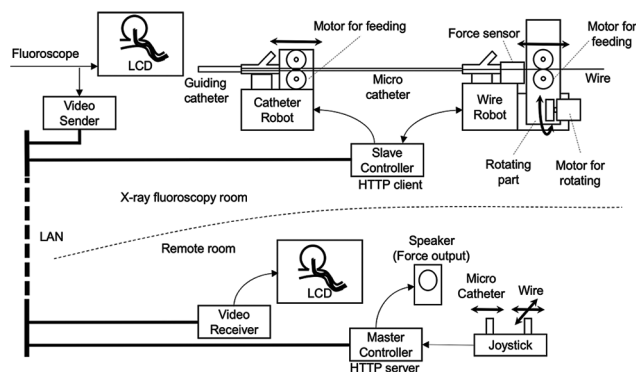 Fluoroscope
LCD
Video
Sender
Guiding
catheter
Motor for feeding
Catheter
Robot
Micro
catheter
Force sensor
Motor for
feeding
Wire
Wire
Robot
Rotating
part
Motor for
rotating
Slave
Controller
HTTP client
X-ray fluoroscopy room
LAN
Remote room
LCD
Video
Receiver
Speaker
(Force output)
Master
Controller
HTTP server
Micro
Catheter
Wire
Joystick